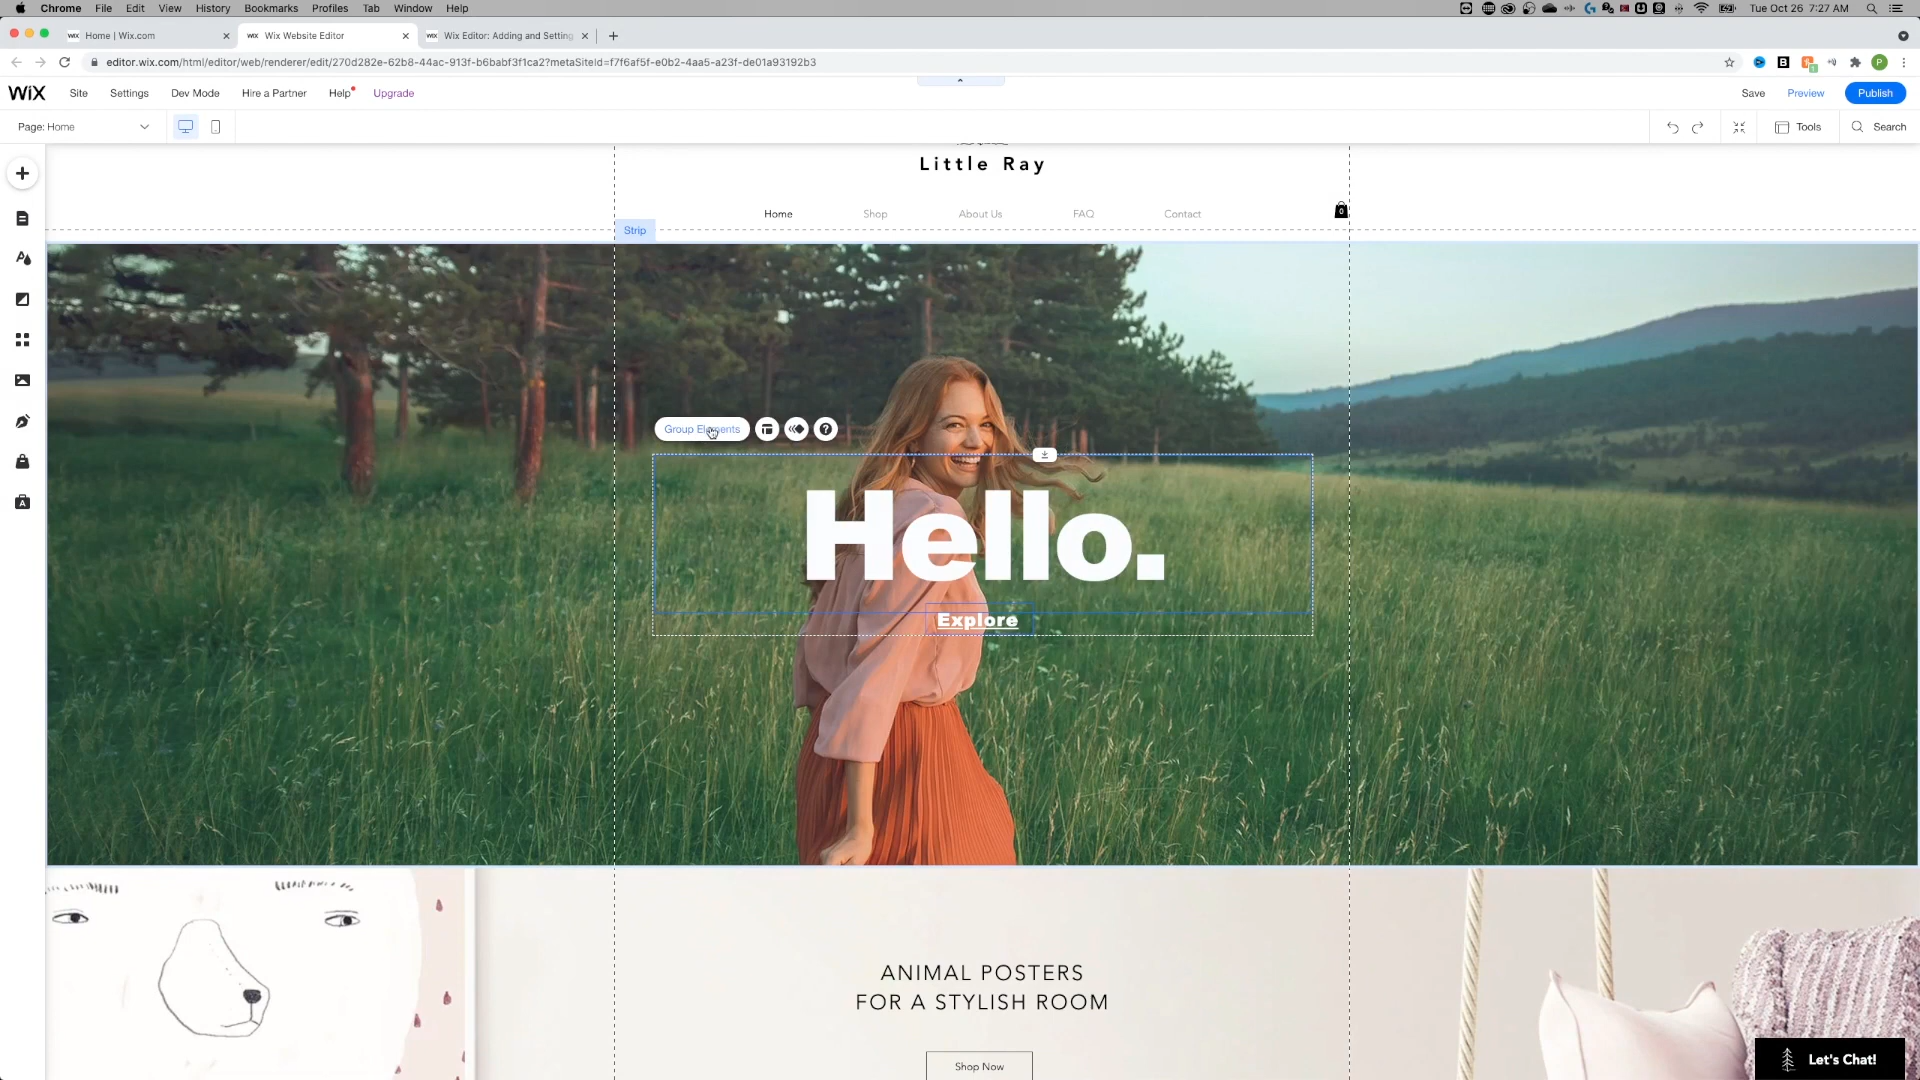 Chrome File Edit View History Bookmarks Profiles Tab Window Help Tue Oct 26 7:27 AM
WiX Home | Wix.com WiX Wix Website Editor WiX Wix Editor: Adding and Setting
editor.wix.com/html/editor/web/renderer/edit/270d282e-62b8-44ac-913f-b6babf3f1ca2?metaSiteId=f7f6af5f-e0b2-4aa5-a23f-de01a93192b3
WiX Site Settings Dev Mode Hire a Partner Help Upgrade Save Preview Publish
Page: Home Tools Search
Little Ray
Home Shop About Us FAQ Contact 0
Strip
Group Elements
Hello.
Explore
ANIMAL POSTERS
FOR A STYLISH ROOM
Shop Now
Let's Chat!